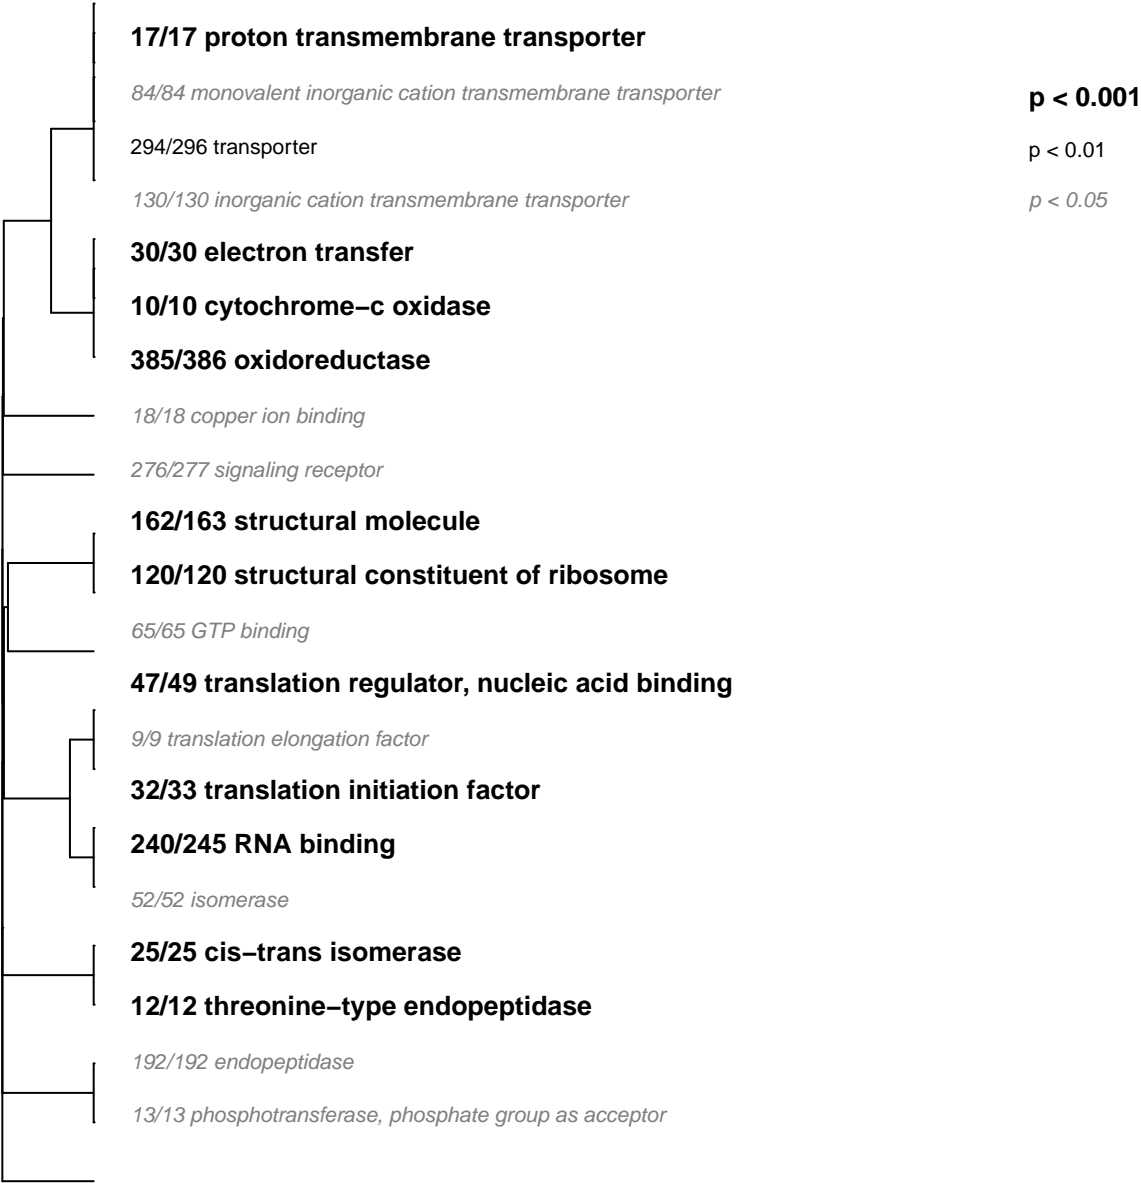 17/17 proton transmembrane transporter
84/84 monovalent inorganic cation transmembrane transporter
p < 0.001
294/296 transporter
p < 0.01
130/130 inorganic cation transmembrane transporter
p < 0.05
30/30 electron transfer
10/10 cytochrome−c oxidase
385/386 oxidoreductase
18/18 copper ion binding
276/277 signaling receptor
162/163 structural molecule
120/120 structural constituent of ribosome
65/65 GTP binding
47/49 translation regulator, nucleic acid binding
9/9 translation elongation factor
32/33 translation initiation factor
240/245 RNA binding
52/52 isomerase
25/25 cis−trans isomerase
12/12 threonine−type endopeptidase
192/192 endopeptidase
13/13 phosphotransferase, phosphate group as acceptor